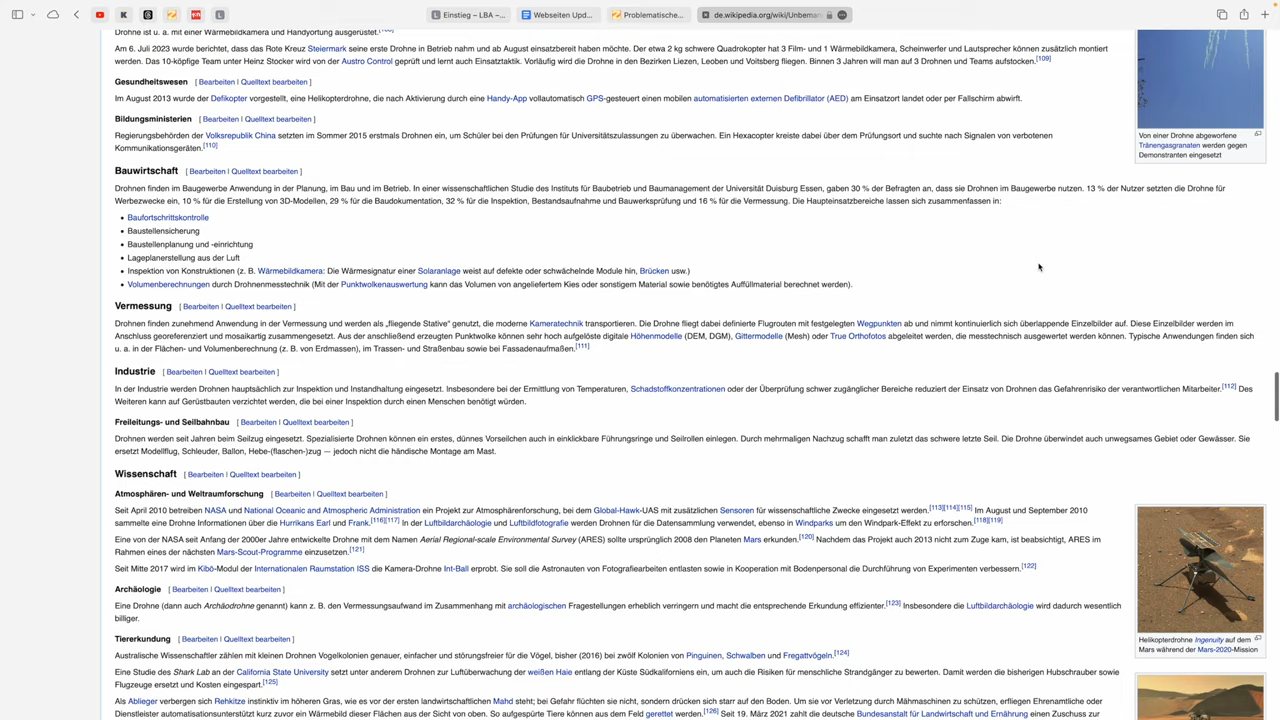 Einstieg – LBA –...
Webseiten Upd...
Problematische...
de.wikipedia.org/wiki/Unbema
Drohne ist u. a. mit einer Wärmebildkamera und Handyortung ausgerüstet.
Am 6. Juli 2023 wurde berichtet, dass das Rote Kreuz Steiermark seine erste Drohne in Betrieb nahm und ab August einsatzbereit haben möchte. Der etwa 2 kg schwere Quadrokopter hat 3 Film- und 1 Wärmebildkamera, Scheinwerfer und Lautsprecher können zusätzlich montiert
werden. Das 10-köpfige Team unter Heinz Stocker wird von der Austro Control geprüft und lernt auch Einsatztaktik. Vorläufig wird die Drohne in den Bezirken Liezen, Leoben und Voitsberg fliegen. Binnen 3 Jahren will man auf 3 Drohnen und Teams aufstocken.[109]
Gesundheitswesen [ Bearbeiten | Quelltext bearbeiten ]
Im August 2013 wurde der Defikopter vorgestellt, eine Helikopterdrohne, die nach Aktivierung durch eine Handy-App vollautomatisch GPS-gesteuert einen mobilen automatisierten externen Defibrillator (AED) am Einsatzort landet oder per Fallschirm abwirft.
Bildungsministerien [ Bearbeiten | Quelltext bearbeiten ]
Regierungsbehörden der Volksrepublik China setzten im Sommer 2015 erstmals Drohnen ein, um Schüler bei den Prüfungen für Universitätszulassungen zu überwachen. Ein Hexacopter kreiste dabei über dem Prüfungsort und suchte nach Signalen von verbotenen
Kommunikationsgeräten.[110]
Von einer Drohne abgeworfene
Tränengasgranaten werden gegen
Demonstranten eingesetzt
Bauwirtschaft [ Bearbeiten | Quelltext bearbeiten ]
Drohnen finden im Baugewerbe Anwendung in der Planung, im Bau und im Betrieb. In einer wissenschaftlichen Studie des Instituts für Baubetrieb und Baumanagement der Universität Duisburg Essen, gaben 30 % der Befragten an, dass sie Drohnen im Baugewerbe nutzen. 13 % der Nutzer setzten die Drohne für
Werbezwecke ein, 10 % für die Erstellung von 3D-Modellen, 29 % für die Baudokumentation, 32 % für die Inspektion, Bestandsaufnahme und Bauwerksprüfung und 16 % für die Vermessung. Die Haupteinsatzbereiche lassen sich zusammenfassen in:
• Baufortschrittskontrolle
• Baustellensicherung
• Baustellenplanung und -einrichtung
• Lageplanerstellung aus der Luft
• Inspektion von Konstruktionen (z. B. Wärmebildkamera: Die Wärmesignatur einer Solaranlage weist auf defekte oder schwächelnde Module hin, Brücken usw.)
• Volumenberechnungen durch Drohnenmesstechnik (Mit der Punktwolkenauswertung kann das Volumen von angeliefertem Kies oder sonstigem Material sowie benötigtes Auffüllmaterial berechnet werden).
Vermessung [ Bearbeiten | Quelltext bearbeiten ]
Drohnen finden zunehmend Anwendung in der Vermessung und werden als „fliegende Stative“ genutzt, die moderne Kameratechnik transportieren. Die Drohne fliegt dabei definierte Flugrouten mit festgelegten Wegpunkten ab und nimmt kontinuierlich sich überlappende Einzelbilder auf. Diese Einzelbilder werden im
Anschluss georeferenziert und mosaikartig zusammengesetzt. Aus der anschließend erzeugten Punktwolke können sehr hoch aufgelöste digitale Höhenmodelle (DEM, DGM), Gittermodelle (Mesh) oder True Orthofotos abgeleitet werden, die messtechnisch ausgewertet werden können. Typische Anwendungen finden sich
u. a. in der Flächen- und Volumenberechnung (z. B. von Erdmassen), im Trassen- und Straßenbau sowie bei Fassadenaufmaßen.[111]
Industrie [ Bearbeiten | Quelltext bearbeiten ]
In der Industrie werden Drohnen hauptsächlich zur Inspektion und Instandhaltung eingesetzt. Insbesondere bei der Ermittlung von Temperaturen, Schadstoffkonzentrationen oder der Überprüfung schwer zugänglicher Bereiche reduziert der Einsatz von Drohnen das Gefahrenrisiko der verantwortlichen Mitarbeiter.[112] Des
Weiteren kann auf Gerüstbauten verzichtet werden, die bei einer Inspektion durch einen Menschen benötigt würden.
Freileitungs- und Seilbahnbau [ Bearbeiten | Quelltext bearbeiten ]
Drohnen werden seit Jahren beim Seilzug eingesetzt. Spezialisierte Drohnen können ein erstes, dünnes Vorseilchen auch in einklickbare Führungsringe und Seilrollen einlegen. Durch mehrmaligen Nachzug schafft man zuletzt das schwere letzte Seil. Die Drohne überwindet auch unwegsames Gebiet oder Gewässer. Sie
ersetzt Modellflug, Schleuder, Ballon, Hebe-(flaschen-)zug — jedoch nicht die händische Montage am Mast.
Wissenschaft [ Bearbeiten | Quelltext bearbeiten ]
Atmosphären- und Weltraumforschung [ Bearbeiten | Quelltext bearbeiten ]
Seit April 2010 betreiben NASA und National Oceanic and Atmospheric Administration ein Projekt zur Atmosphärenforschung, bei dem Global-Hawk-UAS mit zusätzlichen Sensoren für wissenschaftliche Zwecke eingesetzt werden.[113][114][115] Im August und September 2010
sammelte eine Drohne Informationen über die Hurrikans Earl und Frank.[116][117] In der Luftbildarchäologie und Luftbildfotografie werden Drohnen für die Datensammlung verwendet, ebenso in Windparks um den Windpark-Effekt zu erforschen.[118][119]
Eine von der NASA seit Anfang der 2000er Jahre entwickelte Drohne mit dem Namen Aerial Regional-scale Environmental Survey (ARES) sollte ursprünglich 2008 den Planeten Mars erkunden.[120] Nachdem das Projekt auch 2013 nicht zum Zuge kam, ist beabsichtigt, ARES im
Rahmen eines der nächsten Mars-Scout-Programme einzusetzen.[121]
Seit Mitte 2017 wird im Kibō-Modul der Internationalen Raumstation ISS die Kamera-Drohne Int-Ball erprobt. Sie soll die Astronauten von Fotografiearbeiten entlasten sowie in Kooperation mit Bodenpersonal die Durchführung von Experimenten verbessern.[122]
Archäologie [ Bearbeiten | Quelltext bearbeiten ]
Eine Drohne (dann auch Archäodrohne genannt) kann z. B. den Vermessungsaufwand im Zusammenhang mit archäologischen Fragestellungen erheblich verringern und macht die entsprechende Erkundung effizienter.[123] Insbesondere die Luftbildarchäologie wird dadurch wesentlich
billiger.
Helikopterdrohne Ingenuity auf dem
Mars während der Mars-2020-Mission
Tiererkundung [ Bearbeiten | Quelltext bearbeiten ]
Australische Wissenschaftler zählen mit kleinen Drohnen Vogelkolonien genauer, einfacher und störungsfreier für die Vögel, bisher (2016) bei zwölf Kolonien von Pinguinen, Schwalben und Fregattvögeln.[124]
Eine Studie des Shark Lab an der California State University setzt unter anderem Drohnen zur Luftüberwachung der weißen Haie entlang der Küste Südkaliforniens ein, um auch die Risiken für menschliche Strandgänger zu bewerten. Damit werden die bisherigen Hubschrauber sowie
Flugzeuge ersetzt und Kosten eingespart.[125]
Als Ablieger verbergen sich Rehkitze instinktiv im höheren Gras, wie es vor der ersten landwirtschaftlichen Mahd steht; bei Gefahr flüchten sie nicht, sondern drücken sich starr auf den Boden. Um sie vor Verletzung durch Mähmaschinen zu schützen, erfliegen Ehrenamtliche oder
Dienstleister automatisationsunterstützt kurz zuvor ein Wärmebild dieser Flächen aus der Sicht von oben. So aufgespürte Tiere können aus dem Feld gerettet werden.[126] Seit 19. März 2021 zahlt die deutsche Bundesanstalt für Landwirtschaft und Ernährung einen Zuschuss zur